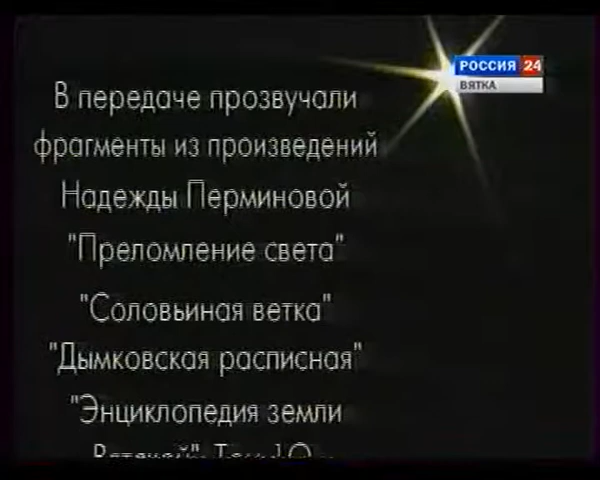 РОССИЯ 24
ВЯТКА
В передаче прозвучали
фрагменты из произведений
Надежды Перминовой
"Преломление света"
"Соловьиная ветка"
"Дымковская расписная"
"Энциклопедия земли